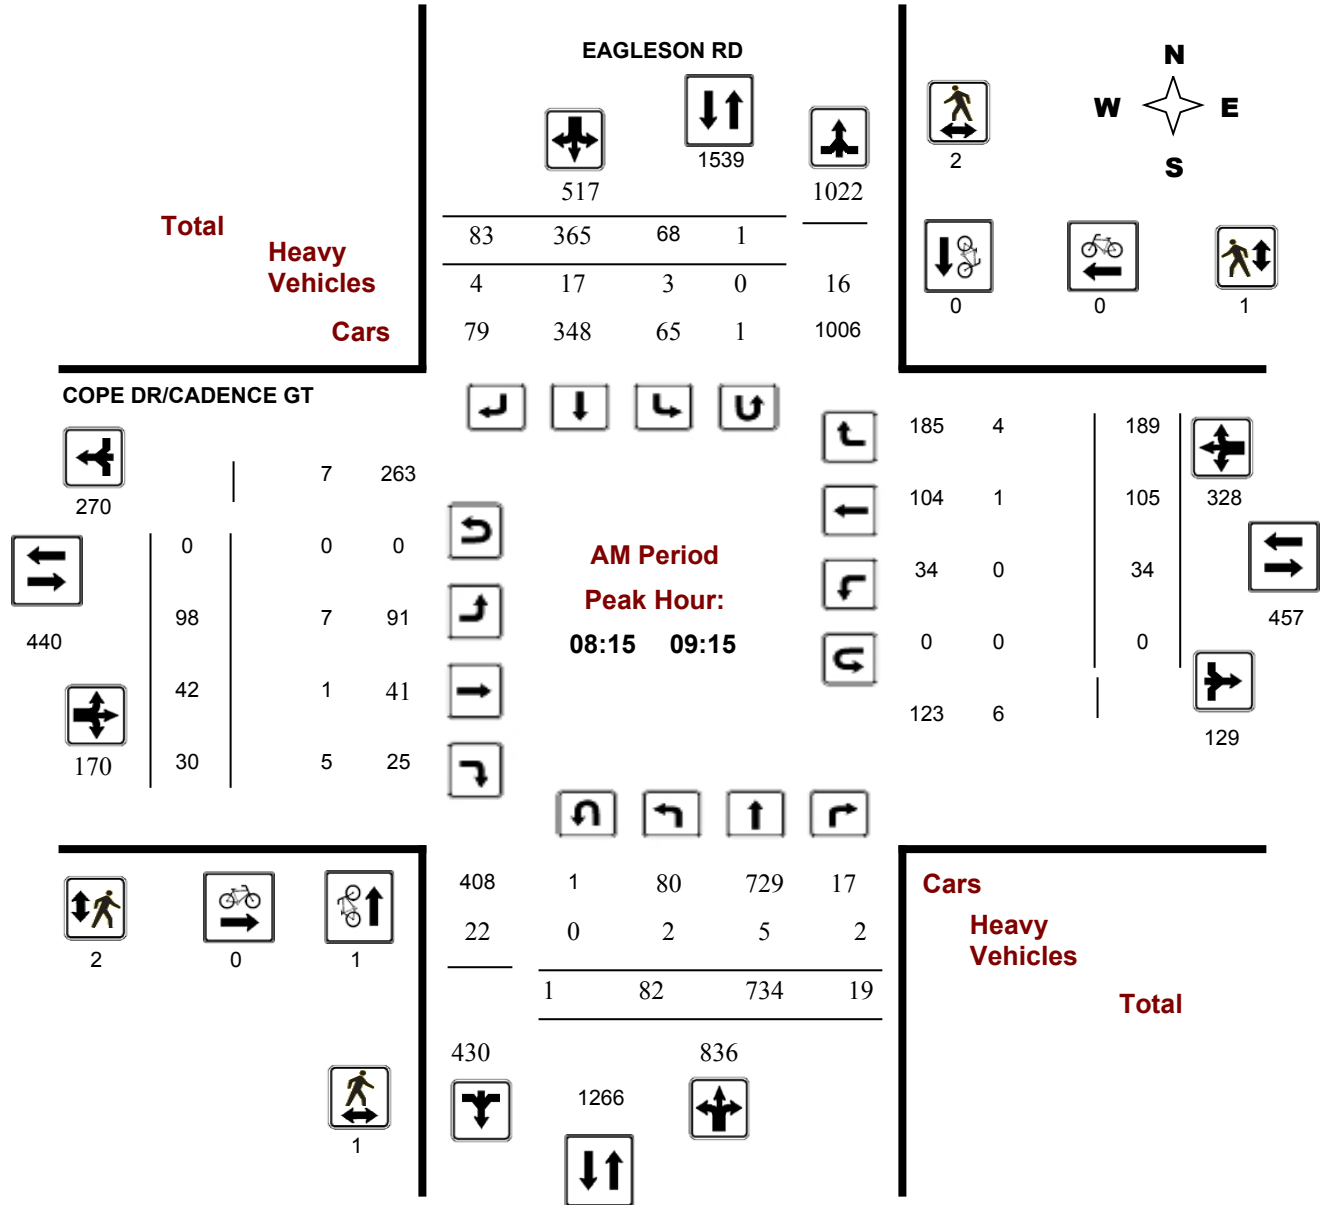 EAGLESON RD
N
W E
S
1539
2
517 1022
Total
83 365 68 1
Heavy
Vehicles
4 17 3 0 16
0 0 1
Cars
79 348 65 1 1006
COPE DR/CADENCE GT
185 4 189
7 263
270
104 1 105 328
0 0 0
AM Period
34 0 34
Peak Hour:
98 7 91
457
440
08:15 09:15
0 0 0
42 1 41
123 6
129
170 30 5 25
408 1 80 729 17
Cars
22 0 2 5 2
Heavy
Vehicles
2 0 1
1 82 734 19
Total
430 836
1266
1